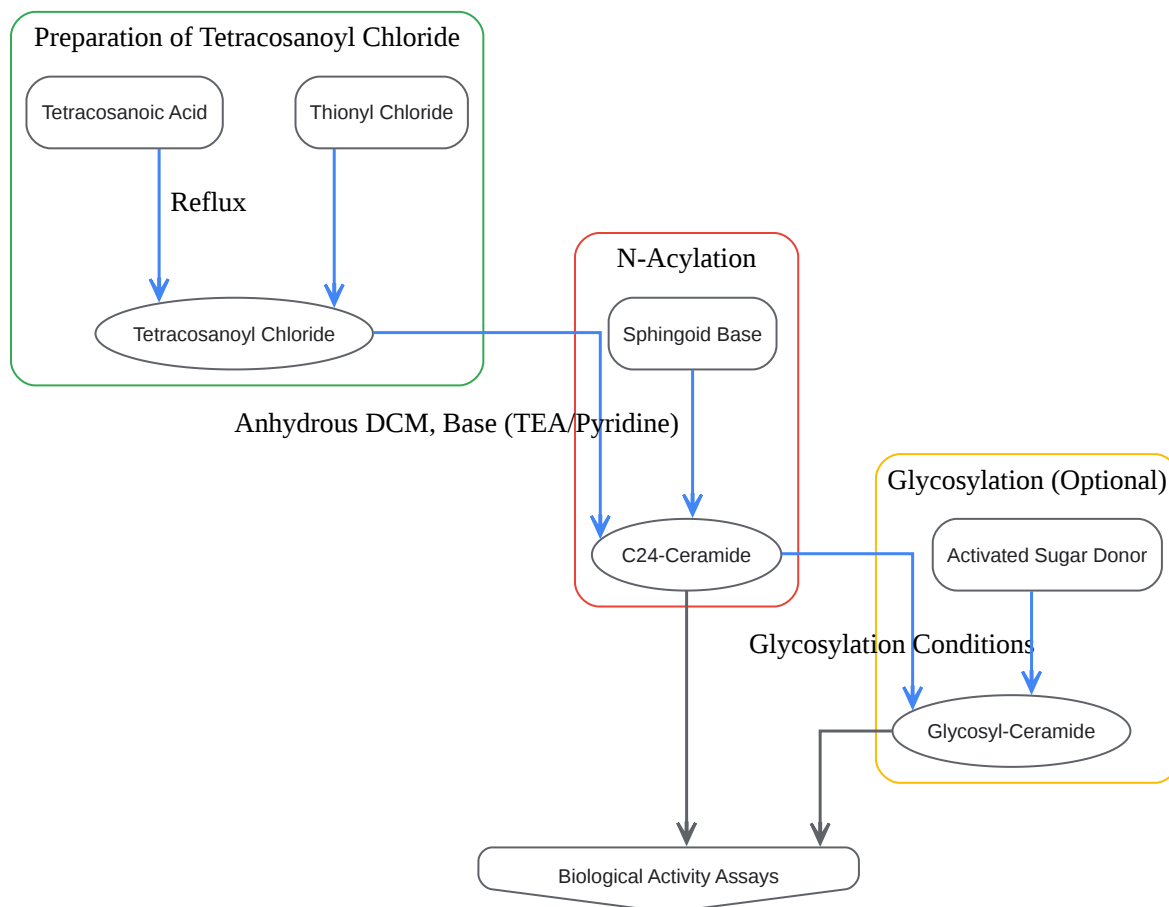 Preparation of Tetracosanoyl Chloride
Tetracosanoic Acid
Thionyl Chloride
Reflux
Tetracosanoyl Chloride
N-Acylation
Sphingoid Base
Anhydrous DCM, Base (TEA/Pyridine)
C24-Ceramide
Glycosylation (Optional)
Activated Sugar Donor
Glycosylation Conditions
Glycosyl-Ceramide
Biological Activity Assays